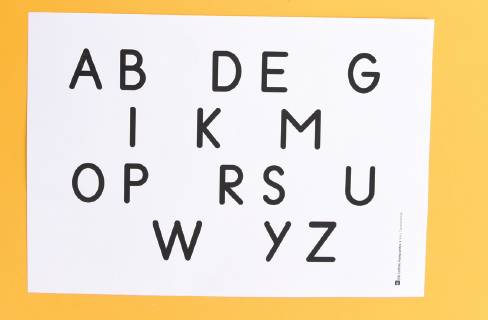 AB DE G
I K M
OP RS U
W YZ